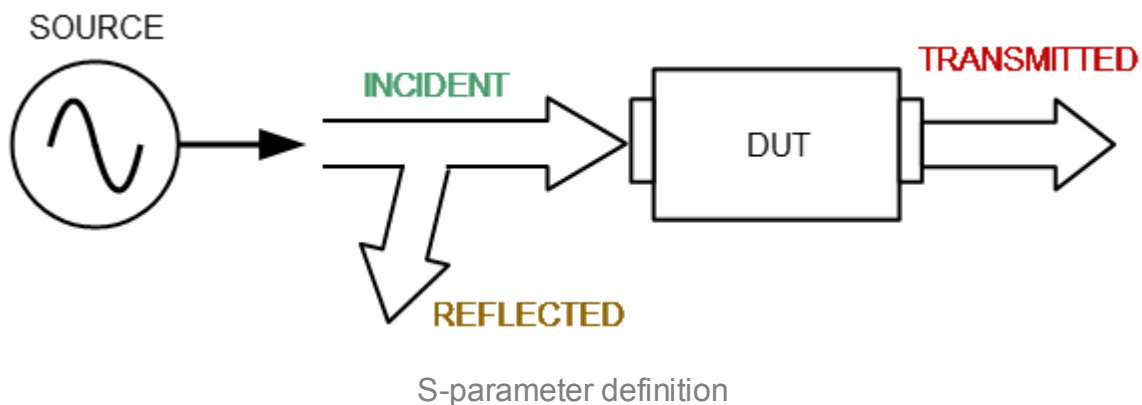 SOURCE
INCIDENT
TRANSMITTED
DUT
REFLECTED
S-parameter definition